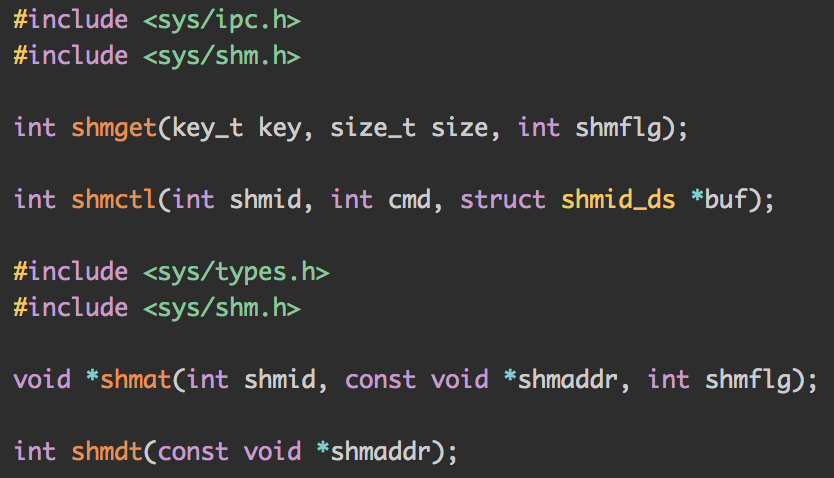 #include <sys/ipc.h>
#include <sys/shm.h>
int shmget(key_t key, size_t size, int shmflg);
int shmctl(int shmid, int cmd, struct shmid_ds *buf);
#include <sys/types.h>
#include <sys/shm.h>
void *shmat(int shmid, const void *shmaddr, int shmflg);
int shmdt(const void *shmaddr);